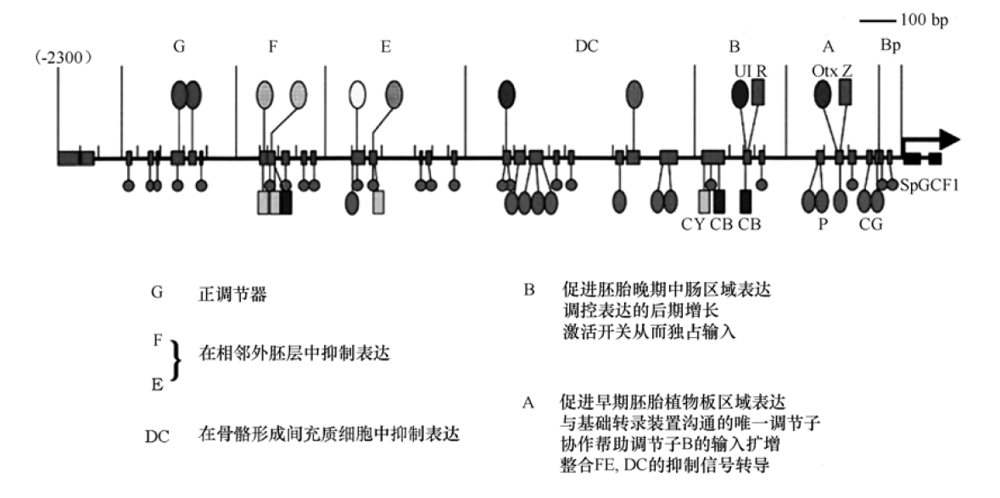 100 bp
G F E DC B A Bp
(-2300)
UI R Otx Z
SpGCF1
CY CB CB P CG
G 正调节器
F
E
在相邻外胚层中抑制表达
DC 在骨骼形成间充质细胞中抑制表达
B 促进胚胎晚期中肠区域表达
调控表达的后期增长
激活开关从而独占输入
A 促进早期胚胎植物板区域表达
与基础转录装置沟通的唯一调节子
协作帮助调节子B的输入扩增
整合FE, DC的抑制信号转导